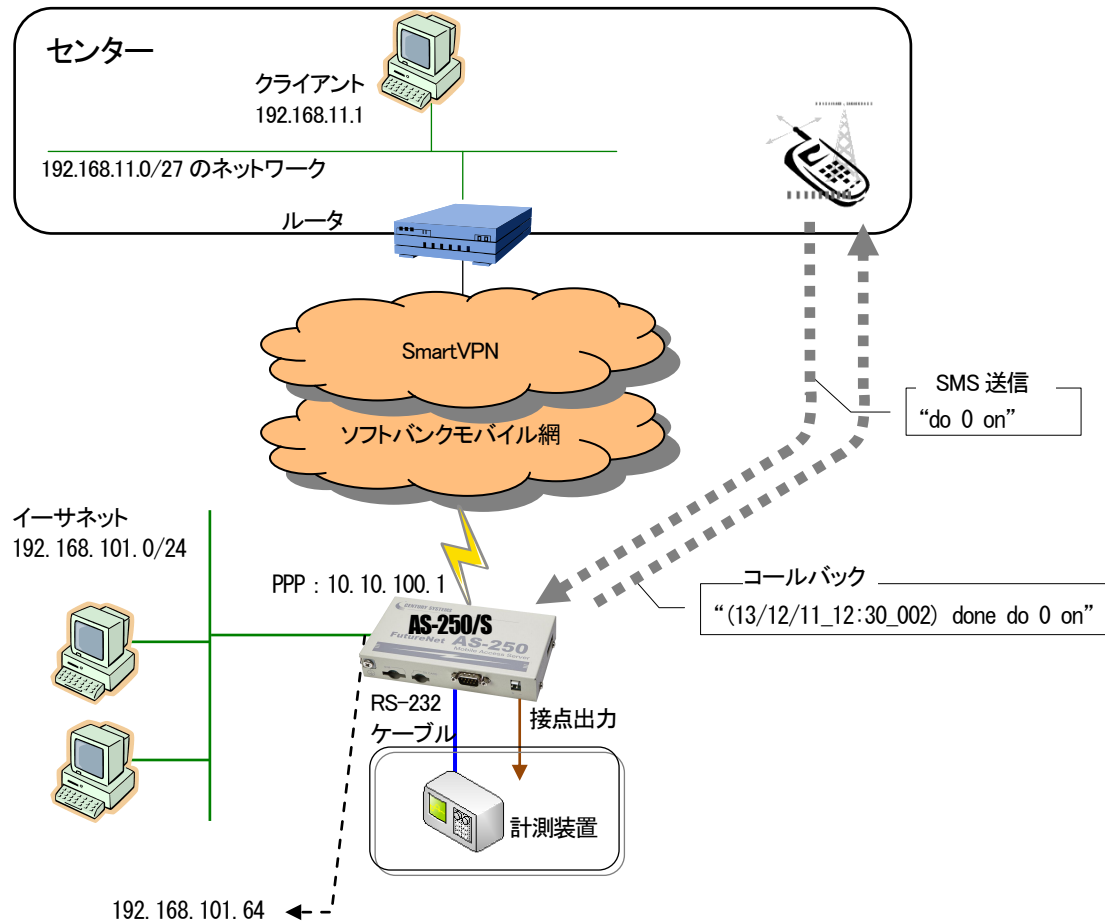 センター
クライアント
192.168.11.1
192.168.11.0/27 のネットワーク
ルータ
SmartVPN
ソフトバンクモバイル網
SMS 送信
“do 0 on”
イーサネット
192.168.101.0/24
PPP：10.10.100.1
コールバック
“(13/12/11_12:30_002) done do 0 on”
CENTURY SYSTEMS
AS-250/S
FutureNet AS-250
Mobile Access Server
RS-232
ケーブル
接点出力
計測装置
192.168.101.64